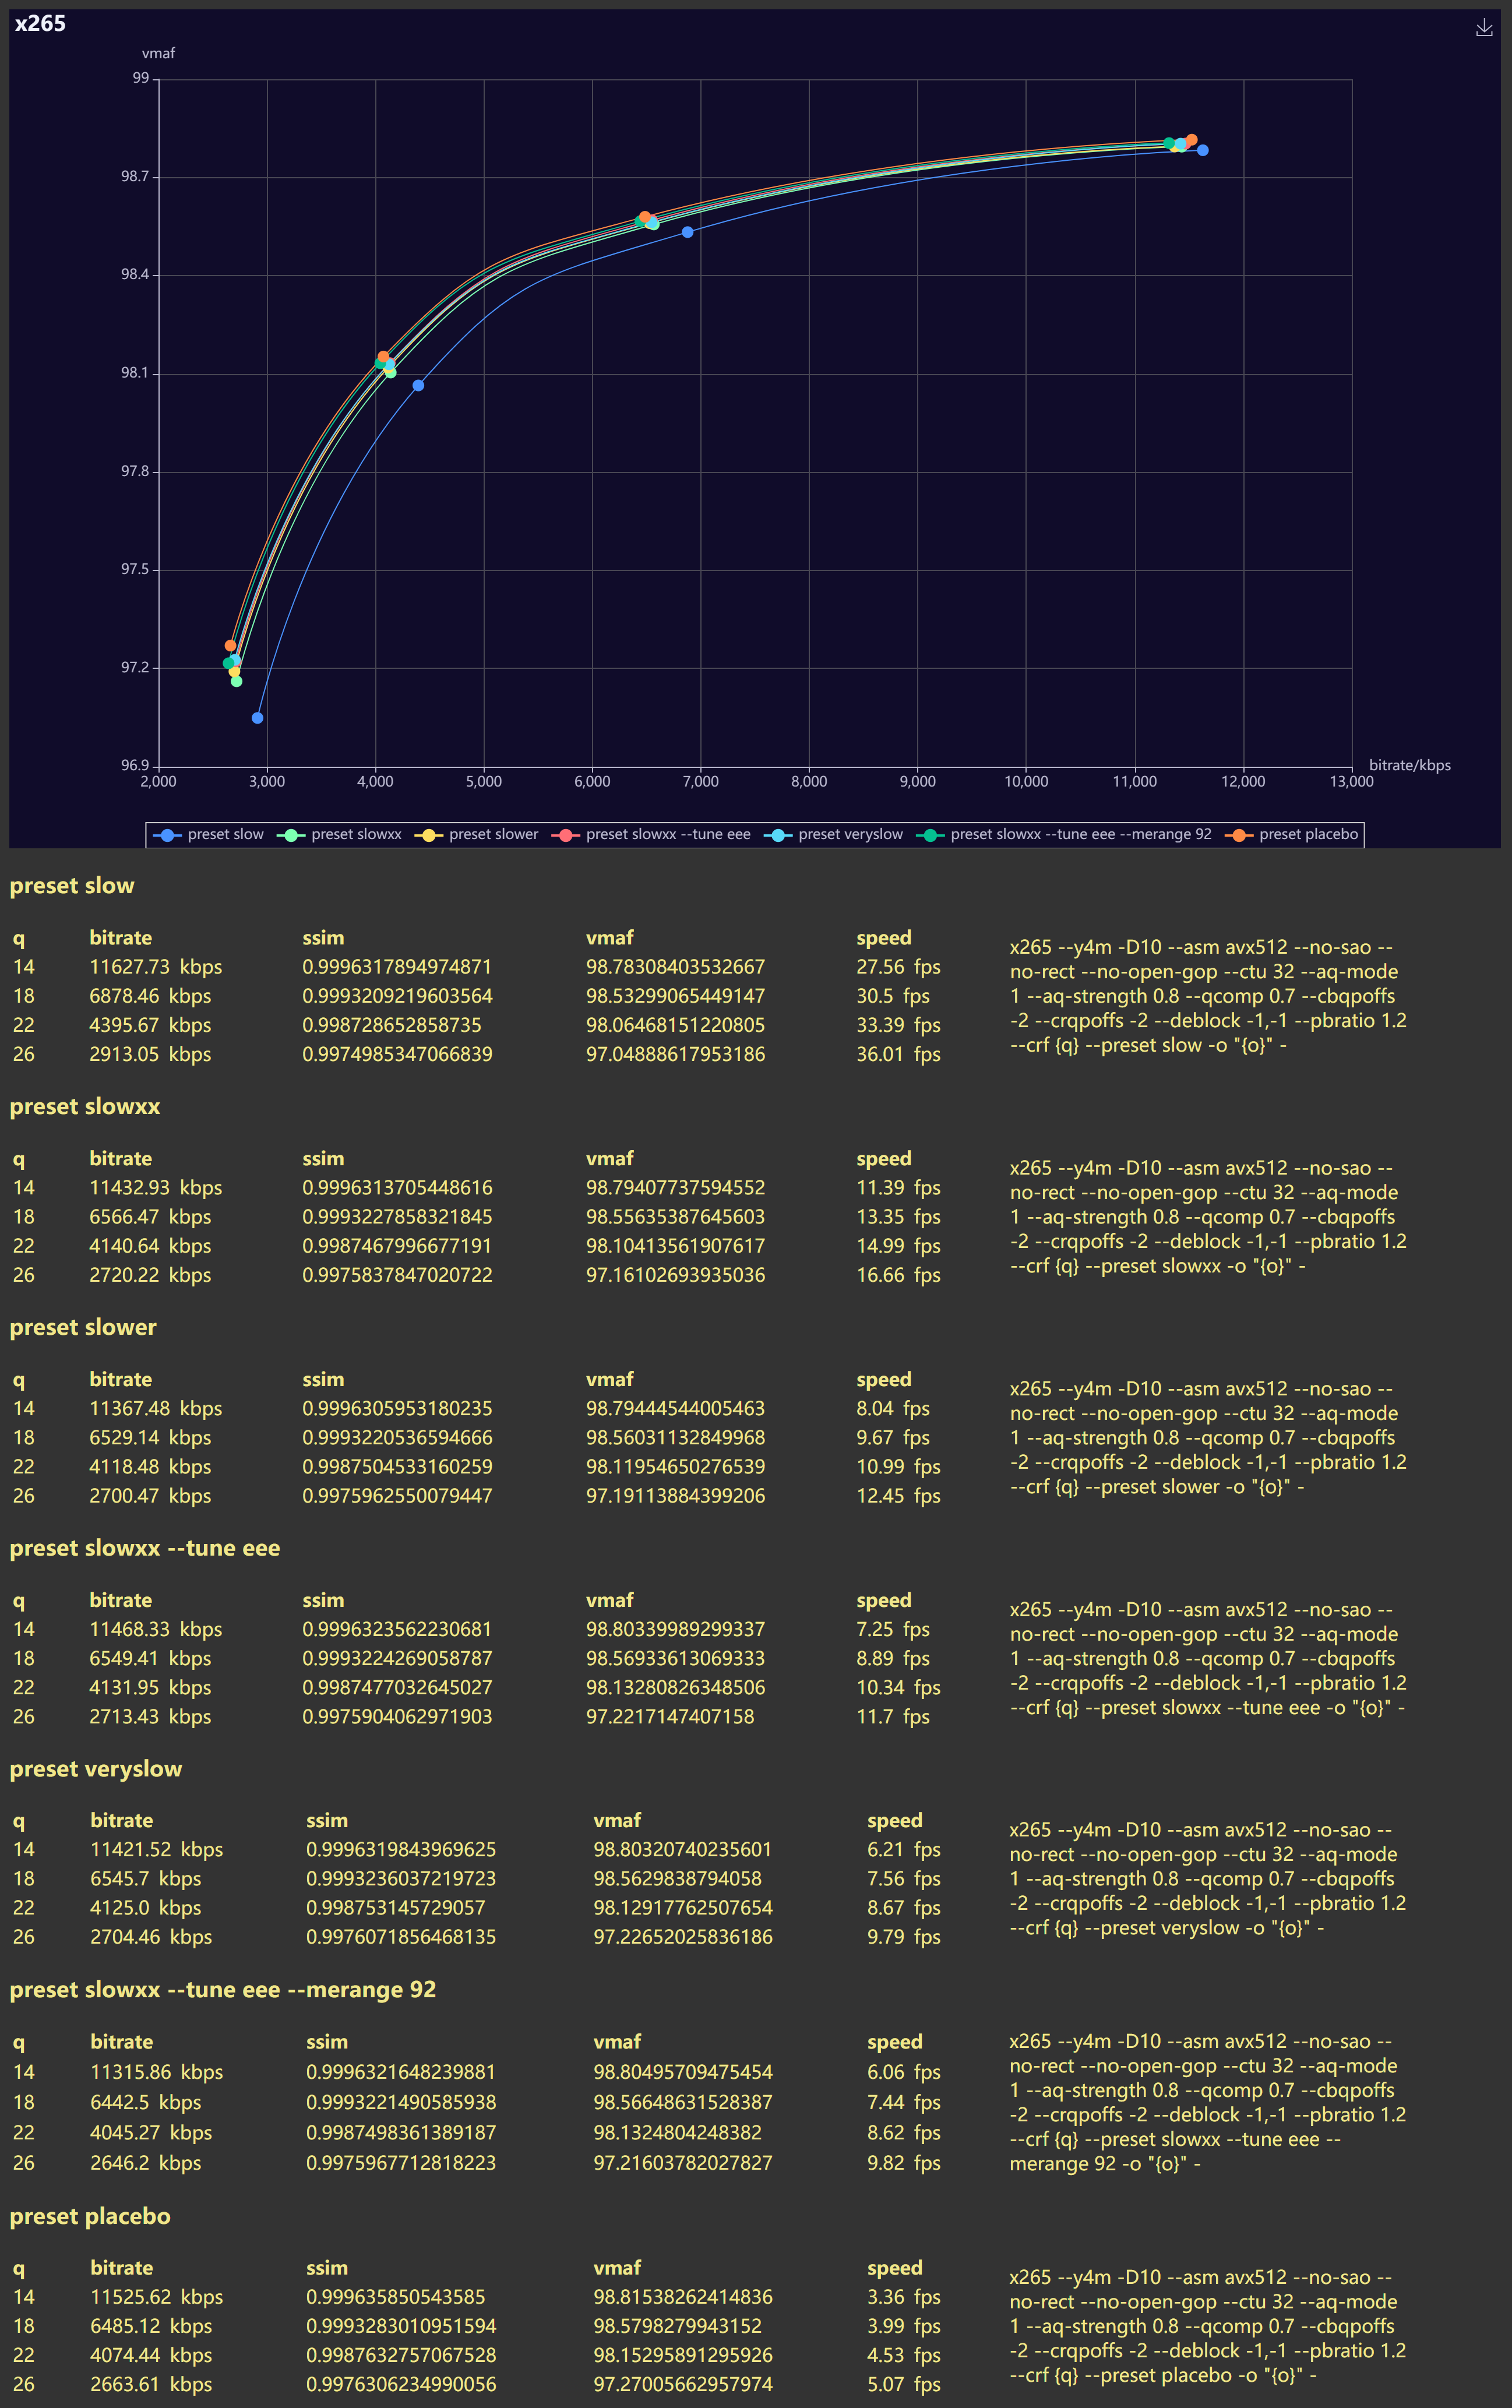 x265
vmaf
99
98.7
98.4
98.1
97.8
97.5
97.2
96.9
2,000 3,000 4,000 5,000 6,000 7,000 8,000 9,000 10,000 11,000 12,000 13,000
bitrate/kbps
preset slow preset slowxx preset slower preset slowxx --tune eee preset veryslow preset slowxx --tune eee --merange 92 preset placebo
preset slow
q bitrate ssim vmaf speed
14 11627.73 kbps 0.9996317894974871 98.78308403532667 27.56 fps
18 6878.46 kbps 0.9993209219603564 98.53299065449147 30.5 fps
22 4395.67 kbps 0.998728652858735 98.06468151220805 33.39 fps
26 2913.05 kbps 0.9974985347066839 97.04888617953186 36.01 fps
x265 --y4m -D10 --asm avx512 --no-sao --
no-rect --no-open-gop --ctu 32 --aq-mode
1 --aq-strength 0.8 --qcomp 0.7 --cbqpoffs
-2 --crqpoffs -2 --deblock -1,-1 --pbratio 1.2
--crf {q} --preset slow -o "{o}" -
preset slowxx
q bitrate ssim vmaf speed
14 11432.93 kbps 0.9996313705448616 98.79407737594552 11.39 fps
18 6566.47 kbps 0.9993227858321845 98.55635387645603 13.35 fps
22 4140.64 kbps 0.9987467996677191 98.10413561907617 14.99 fps
26 2720.22 kbps 0.9975837847020722 97.16102693935036 16.66 fps
x265 --y4m -D10 --asm avx512 --no-sao --
no-rect --no-open-gop --ctu 32 --aq-mode
1 --aq-strength 0.8 --qcomp 0.7 --cbqpoffs
-2 --crqpoffs -2 --deblock -1,-1 --pbratio 1.2
--crf {q} --preset slowxx -o "{o}" -
preset slower
q bitrate ssim vmaf speed
14 11367.48 kbps 0.9996305953180235 98.79444544005463 8.04 fps
18 6529.14 kbps 0.9993220536594666 98.56031132849968 9.67 fps
22 4118.48 kbps 0.9987504533160259 98.11954650276539 10.99 fps
26 2700.47 kbps 0.9975962550079447 97.19113884399206 12.45 fps
x265 --y4m -D10 --asm avx512 --no-sao --
no-rect --no-open-gop --ctu 32 --aq-mode
1 --aq-strength 0.8 --qcomp 0.7 --cbqpoffs
-2 --crqpoffs -2 --deblock -1,-1 --pbratio 1.2
--crf {q} --preset slower -o "{o}" -
preset slowxx --tune eee
q bitrate ssim vmaf speed
14 11468.33 kbps 0.9996323562230681 98.80339989299337 7.25 fps
18 6549.41 kbps 0.9993224269058787 98.56933613069333 8.89 fps
22 4131.95 kbps 0.9987477032645027 98.13280826348506 10.34 fps
26 2713.43 kbps 0.9975904062971903 97.2217147407158 11.7 fps
x265 --y4m -D10 --asm avx512 --no-sao --
no-rect --no-open-gop --ctu 32 --aq-mode
1 --aq-strength 0.8 --qcomp 0.7 --cbqpoffs
-2 --crqpoffs -2 --deblock -1,-1 --pbratio 1.2
--crf {q} --preset slowxx --tune eee -o "{o}" -
preset veryslow
q bitrate ssim vmaf speed
14 11421.52 kbps 0.9996319843969625 98.80320740235601 6.21 fps
18 6545.7 kbps 0.9993236037219723 98.5629838794058 7.56 fps
22 4125.0 kbps 0.998753145729057 98.12917762507654 8.67 fps
26 2704.46 kbps 0.9976071856468135 97.22652025836186 9.79 fps
x265 --y4m -D10 --asm avx512 --no-sao --
no-rect --no-open-gop --ctu 32 --aq-mode
1 --aq-strength 0.8 --qcomp 0.7 --cbqpoffs
-2 --crqpoffs -2 --deblock -1,-1 --pbratio 1.2
--crf {q} --preset veryslow -o "{o}" -
preset slowxx --tune eee --merange 92
q bitrate ssim vmaf speed
14 11315.86 kbps 0.9996321648239881 98.80495709475454 6.06 fps
18 6442.5 kbps 0.9993221490585938 98.56648631528387 7.44 fps
22 4045.27 kbps 0.9987498361389187 98.1324804248382 8.62 fps
26 2646.2 kbps 0.9975967712818223 97.21603782027827 9.82 fps
x265 --y4m -D10 --asm avx512 --no-sao --
no-rect --no-open-gop --ctu 32 --aq-mode
1 --aq-strength 0.8 --qcomp 0.7 --cbqpoffs
-2 --crqpoffs -2 --deblock -1,-1 --pbratio 1.2
--crf {q} --preset slowxx --tune eee --
merange 92 -o "{o}" -
preset placebo
q bitrate ssim vmaf speed
14 11525.62 kbps 0.999635850543585 98.81538262414836 3.36 fps
18 6485.12 kbps 0.9993283010951594 98.5798279943152 3.99 fps
22 4074.44 kbps 0.9987632757067528 98.15295891295926 4.53 fps
26 2663.61 kbps 0.9976306234990056 97.27005662957974 5.07 fps
x265 --y4m -D10 --asm avx512 --no-sao --
no-rect --no-open-gop --ctu 32 --aq-mode
1 --aq-strength 0.8 --qcomp 0.7 --cbqpoffs
-2 --crqpoffs -2 --deblock -1,-1 --pbratio 1.2
--crf {q} --preset placebo -o "{o}" -